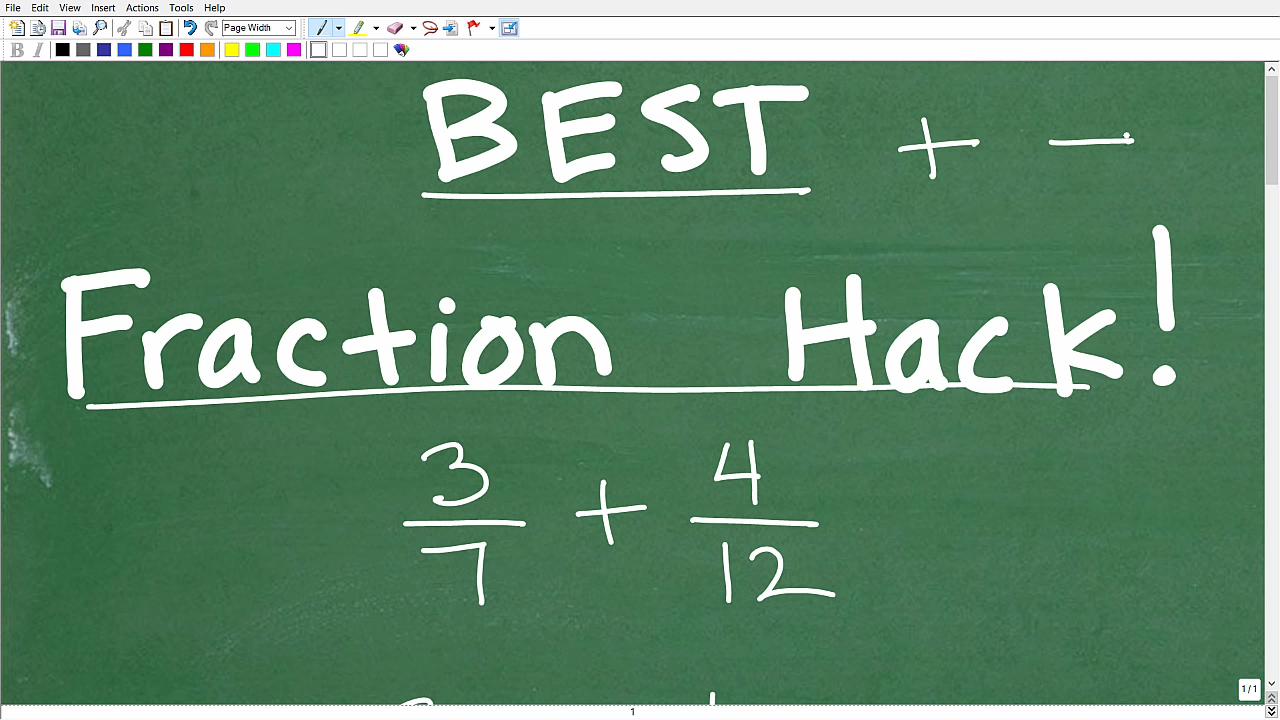 File Edit View Insert Actions Tools Help
Page Width
B I
BEST + −
Fraction Hack!
3/7 + 4/12
1/1
1